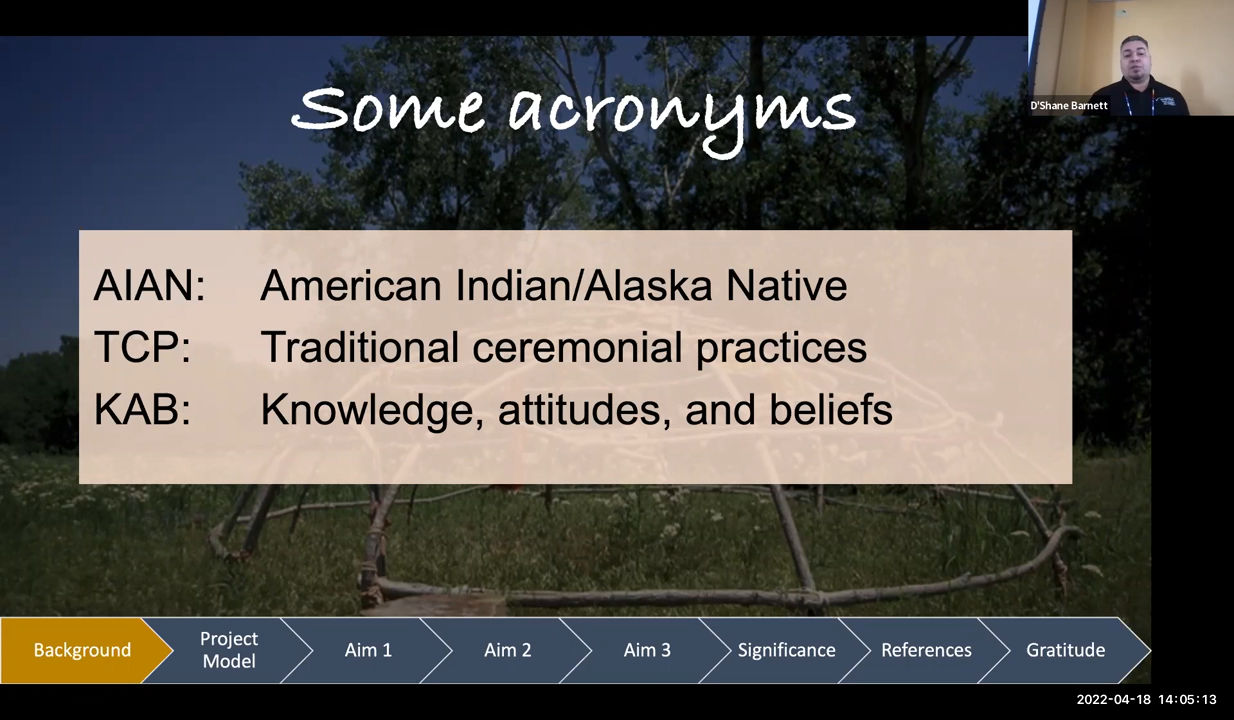 Some acronyms
D'Shane Barnett
AIAN: American Indian/Alaska Native
TCP: Traditional ceremonial practices
KAB: Knowledge, attitudes, and beliefs
Background
Project
Model
Aim 1
Aim 2
Aim 3
Significance
References
Gratitude
2022-04-18 14:05:13